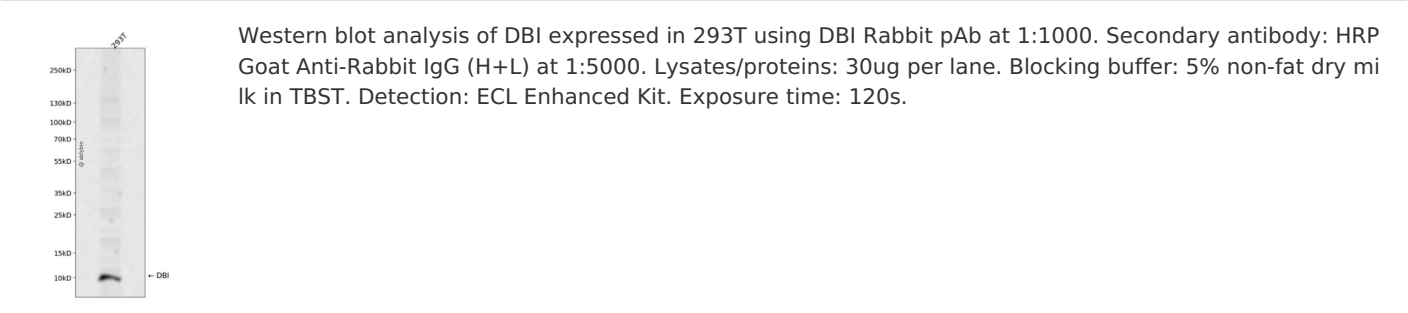 293T
250kD
130kD
100kD
70kD
55kD
35kD
25kD
15kD
10kD
← DBI
Western blot analysis of DBI expressed in 293T using DBI Rabbit pAb at 1:1000. Secondary antibody: HRP
Goat Anti-Rabbit IgG (H+L) at 1:5000. Lysates/proteins: 30ug per lane. Blocking buffer: 5% non-fat dry mi
lk in TBST. Detection: ECL Enhanced Kit. Exposure time: 120s.